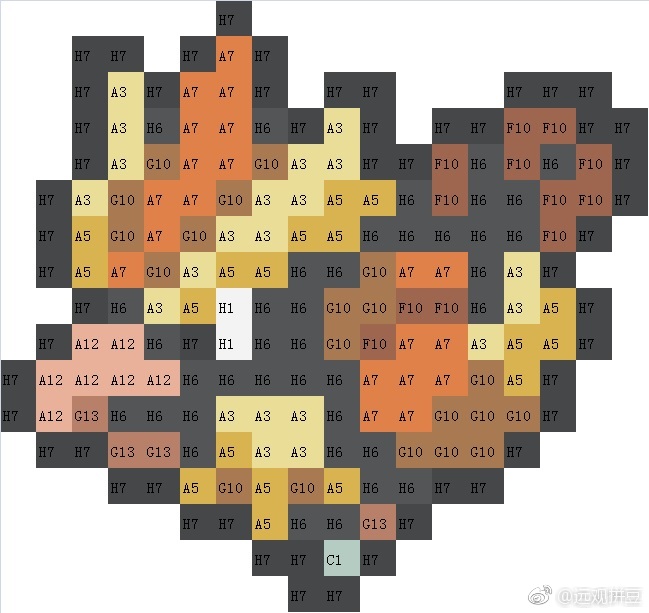 H7
H7 H7 H7 A7 H7
H7 A3 H7 A7 A7 H7 H7 H7 H7 H7 H7
H7 A3 H6 A7 A7 H6 H7 A3 H7 H7 H7 F10 F10 H7 H7
H7 A3 G10 A7 A7 G10 A3 A3 H7 H7 F10 H6 F10 H6 F10 H7
H7 A3 G10 A7 A7 G10 A3 A3 A5 A5 H6 F10 H6 H6 F10 F10 H7
H7 A5 G10 A7 G10 A3 A3 A5 A5 H6 H6 H6 H6 H6 F10 H7
H7 A5 A7 G10 A3 A5 A5 H6 H6 G10 A7 A7 H6 A3 H7
H7 H6 A3 A5 H1 H6 H6 G10 G10 F10 F10 H6 A3 A5 H7
H7 A12 A12 H6 H7 H1 H6 H6 G10 F10 A7 A7 A3 A5 A5 H7
H7 A12 A12 A12 A12 H6 H6 H6 H6 H6 A7 A7 A7 G10 A5 H7
H7 A12 G13 H6 H6 H6 A3 A3 A3 H6 A7 A7 G10 G10 G10 H7
H7 H7 G13 G13 H6 A5 A3 A3 H6 H6 G10 G10 G10 H7
H7 H7 A5 G10 A5 G10 A5 H6 H6 H7 H7
H7 H7 A5 H6 H6 G13 H7
H7 H7 C1 H7
H7 H7
@远观拼豆